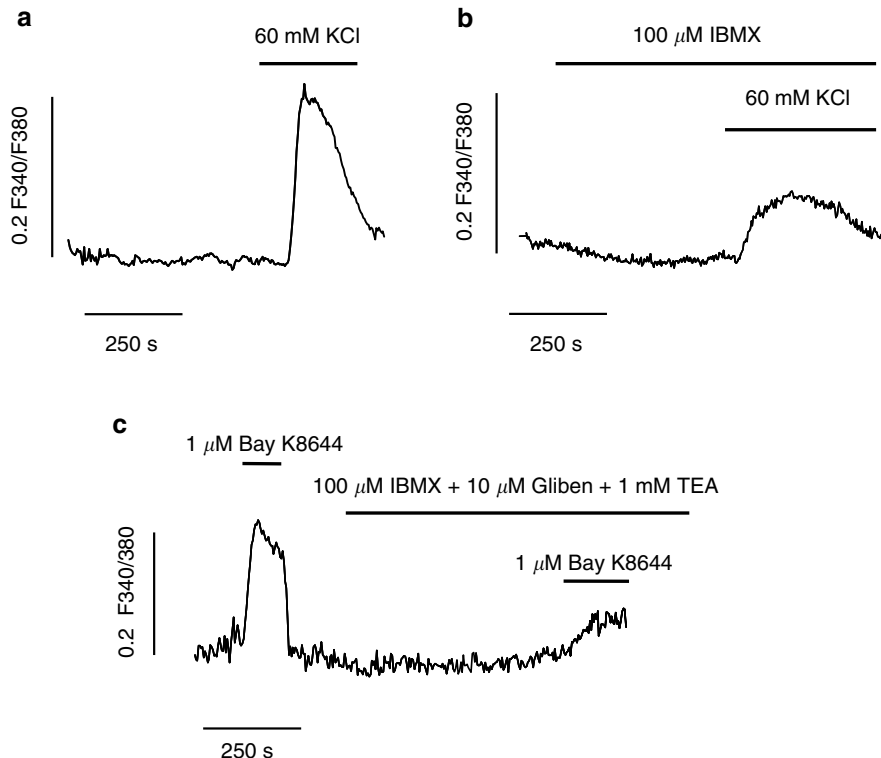 a
60 mM KCl
0.2 F340/F380
250 s
b
100 μM IBMX
60 mM KCl
0.2 F340/F380
250 s
c
1 μM Bay K8644
100 μM IBMX + 10 μM Gliben + 1 mM TEA
1 μM Bay K8644
0.2 F340/380
250 s